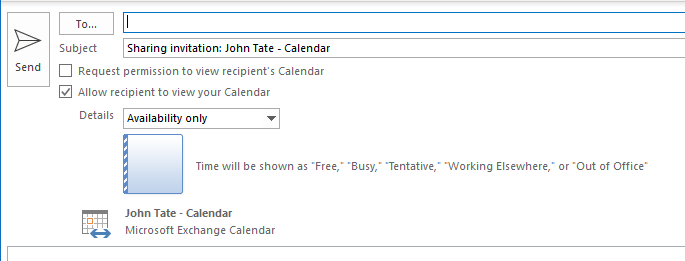 To...
Send
Subject Sharing invitation: John Tate - Calendar
Request permission to view recipient's Calendar
Allow recipient to view your Calendar
Details Availability only
Time will be shown as "Free," "Busy," "Tentative," "Working Elsewhere," or "Out of Office"
John Tate - Calendar
Microsoft Exchange Calendar